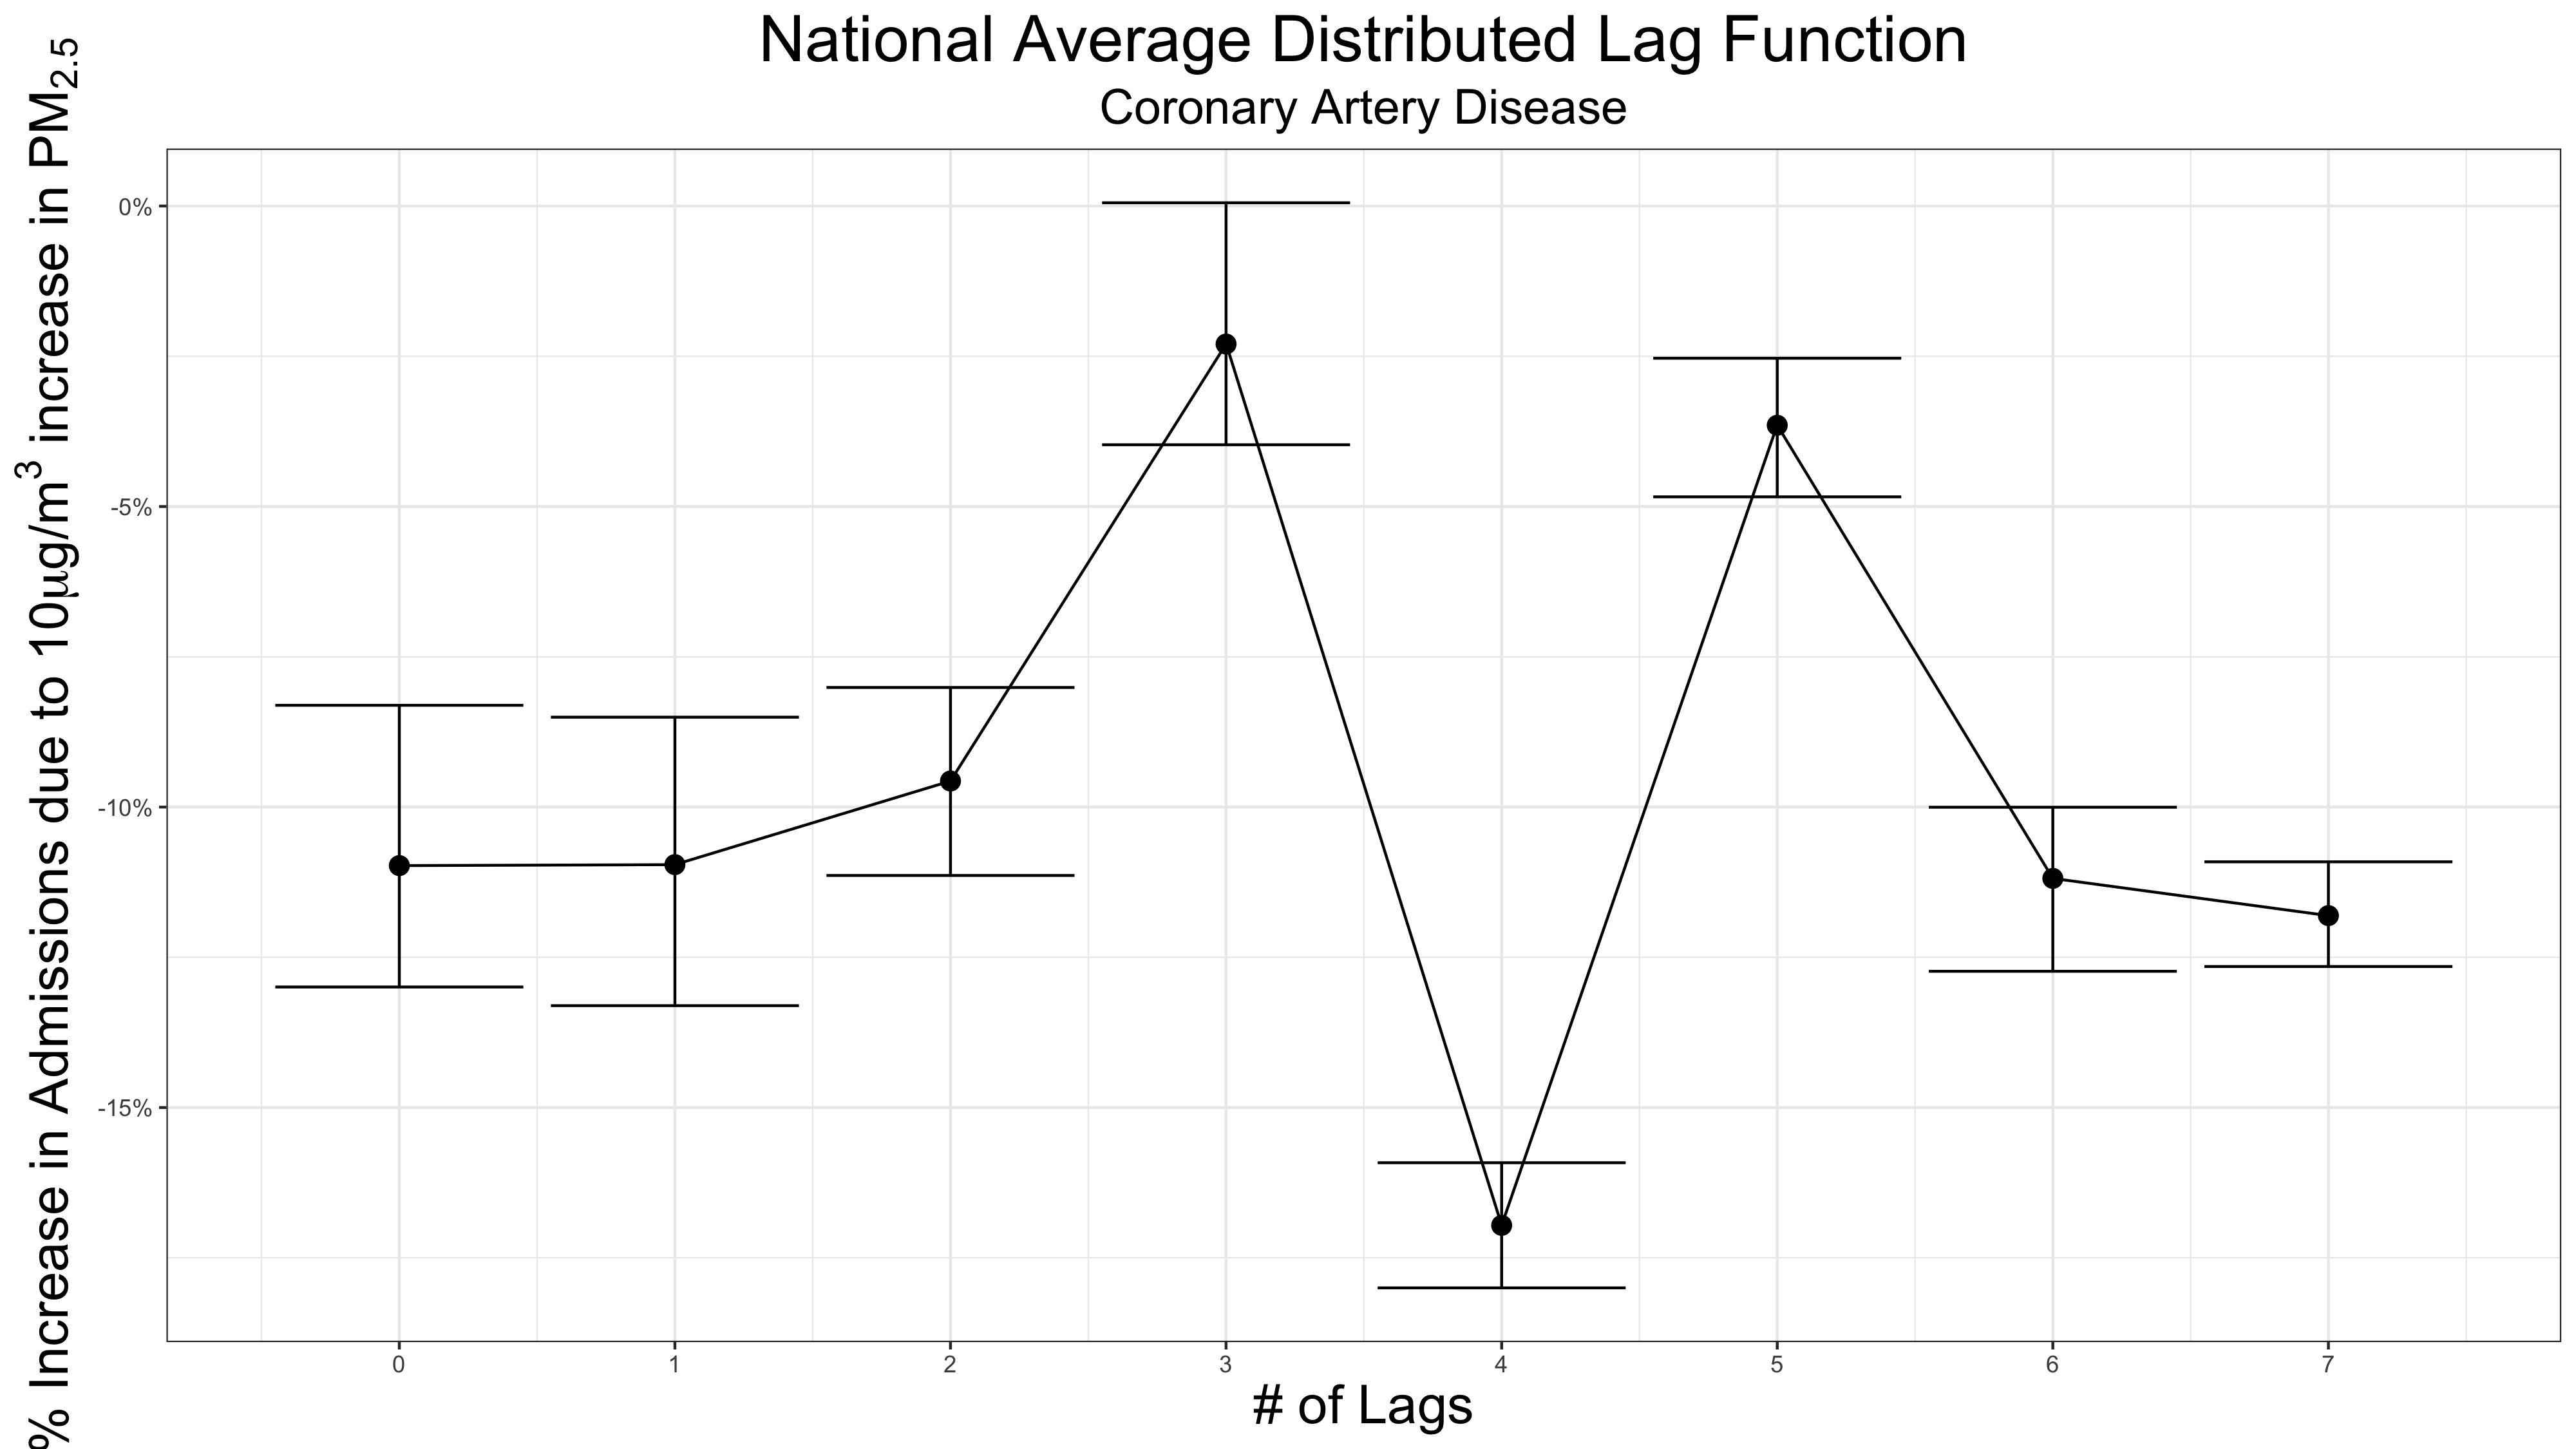 National Average Distributed Lag Function
Coronary Artery Disease
% Increase in Admissions due to 10μg/m³ increase in PM₂.₅
0%
-5%
-10%
-15%
0 1 2 3 4 5 6 7
# of Lags